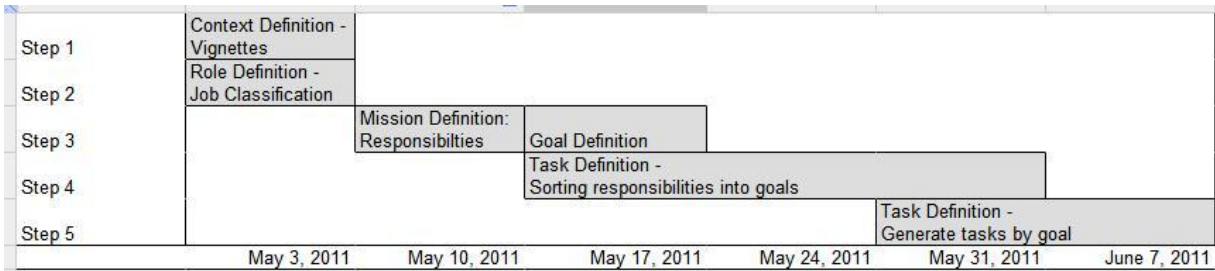 Step 1
Context Definition -
Vignettes
Step 2
Role Definition -
Job Classification
Step 3
Mission Definition:
Responsibilties
Goal Definition
Step 4
Task Definition -
Sorting responsibilities into goals
Step 5
Task Definition -
Generate tasks by goal
May 3, 2011 May 10, 2011 May 17, 2011 May 24, 2011 May 31, 2011 June 7, 2011